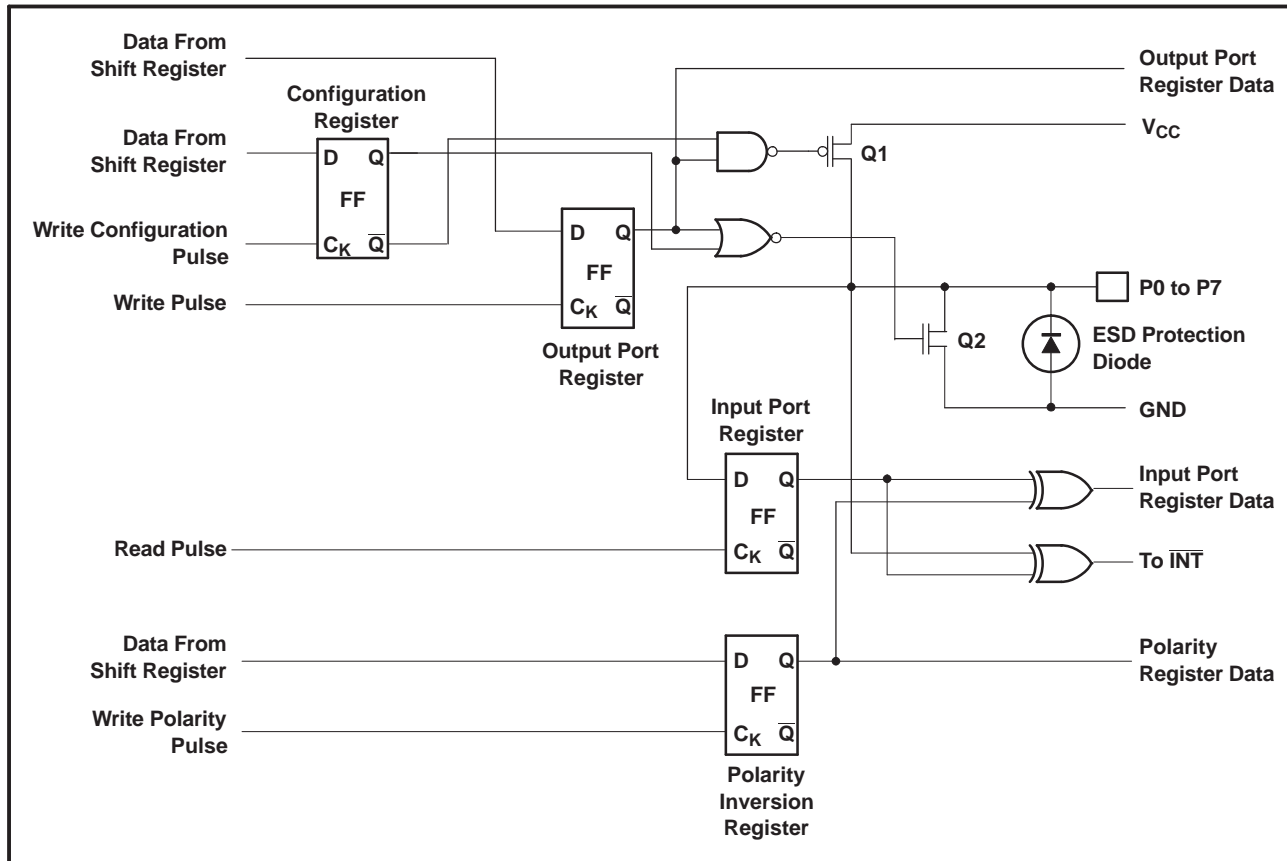 Data From
Shift Register
Output Port
Register Data
Configuration
Register
VCC
Data From
Shift Register
D Q
FF
CK Q̅
Q1
Write Configuration
Pulse
D Q
FF
CK Q̅
Write Pulse
Output Port
Register
P0 to P7
Q2
ESD Protection
Diode
GND
Input Port
Register
D Q
FF
CK Q̅
Input Port
Register Data
Read Pulse
To I̅N̅T̅
Data From
Shift Register
D Q
FF
CK Q̅
Polarity
Register Data
Write Polarity
Pulse
Polarity
Inversion
Register